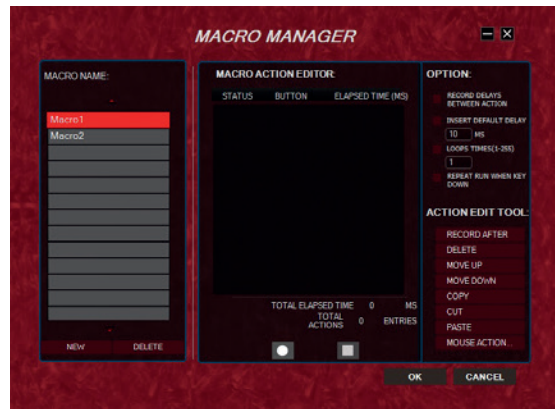 MACRO MANAGER
MACRO NAME:
Macro1
Macro2
NEW DELETE
MACRO ACTION EDITOR:
STATUS BUTTON ELAPSED TIME (MS)
TOTAL ELAPSED TIME 0 MS
TOTAL
ACTIONS 0 ENTRIES
OPTION:
RECORD DELAYS
BETWEEN ACTION
INSERT DEFAULT DELAY
10 MS
LOOPS TIMES(1-255)
1
REPEAT RUN WHEN KEY
DOWN
ACTION EDIT TOOL:
RECORD AFTER
DELETE
MOVE UP
MOVE DOWN
COPY
CUT
PASTE
MOUSE ACTION...
OK CANCEL